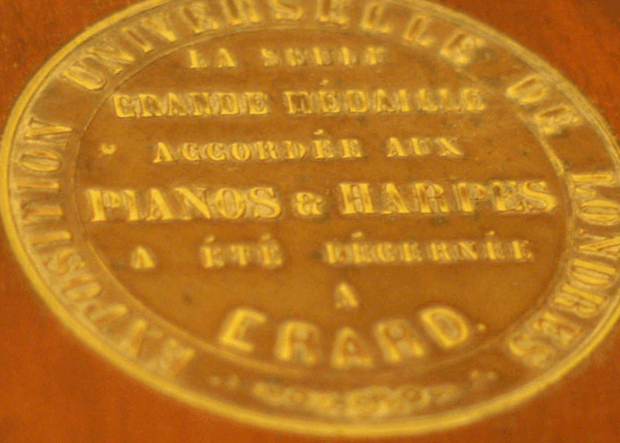 EXPOSITION UNIVERSELLE DE LONDRES
LA SEULE
GRANDE MÉDAILLE
ACCORDÉE AUX
PIANOS & HARPES
A ÉTÉ DÉCERNÉE
A
ERARD.